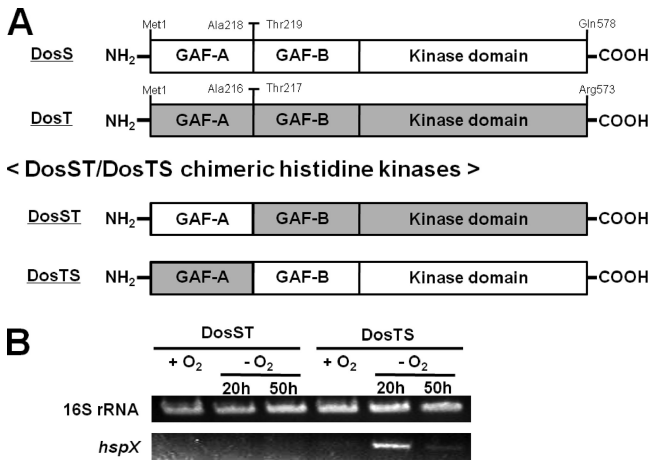 A
Met1 Ala218 Thr219 Gln578
DosS NH2 GAF-A GAF-B Kinase domain COOH
Met1 Ala216 Thr217 Arg573
DosT NH2 GAF-A GAF-B Kinase domain COOH
< DosST/DosTS chimeric histidine kinases >
DosST NH2 GAF-A GAF-B Kinase domain COOH
DosTS NH2 GAF-A GAF-B Kinase domain COOH
B
DosST DosTS
+ O2 - O2 + O2 - O2
20h 50h 20h 50h
16S rRNA
hspX